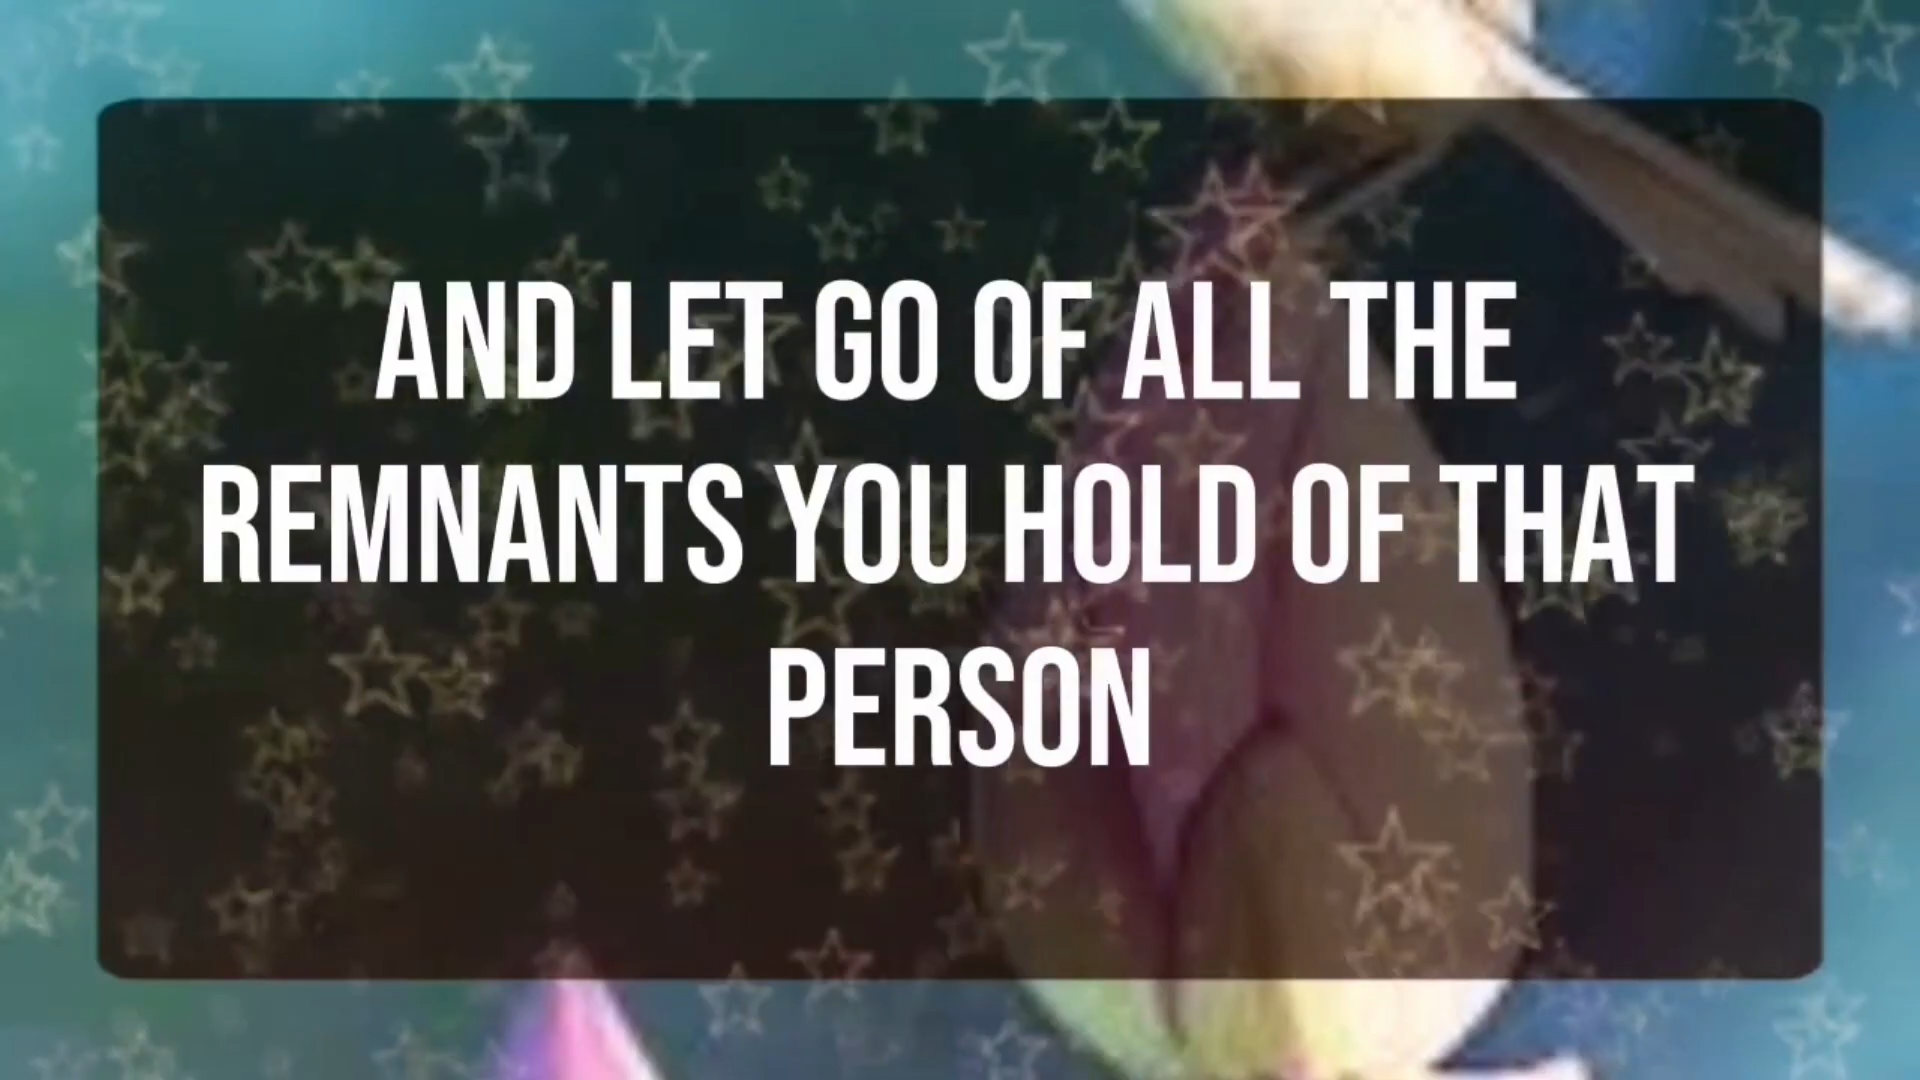 AND LET GO OF ALL THE
REMNANTS YOU HOLD OF THAT
PERSON